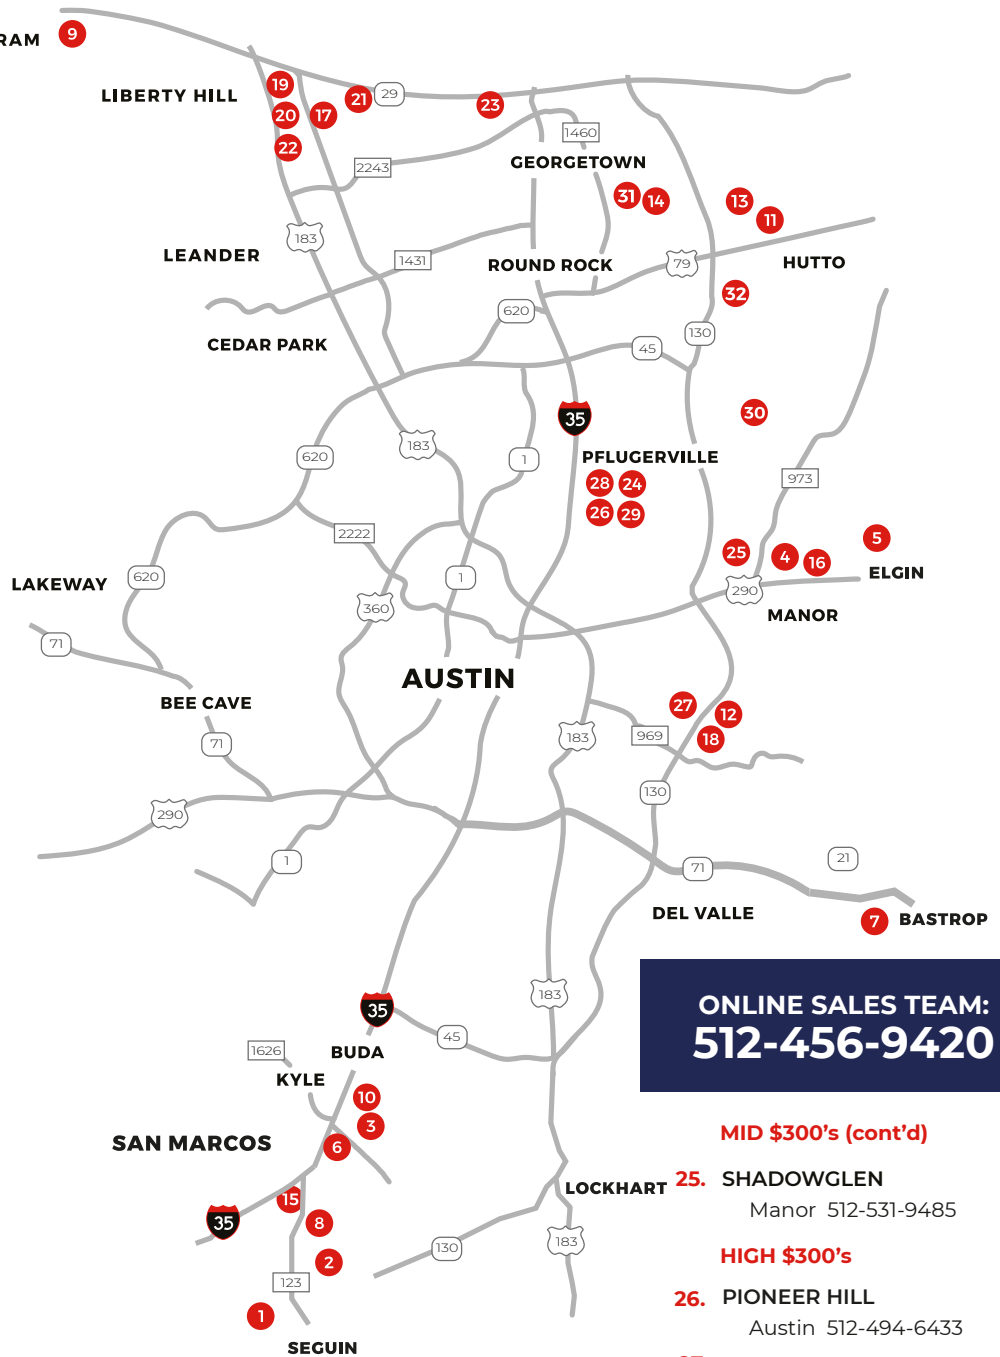 RAM
9
LIBERTY HILL
19
20
17
21
29
23
22
2243
1460
GEORGETOWN
31
14
13
11
183
LEANDER
1431
ROUND ROCK
79
HUTTO
32
620
130
CEDAR PARK
45
35
30
183
620
1
PFLUGERVILLE
28
24
26
29
973
2222
25
4
16
5
ELGIN
LAKEWAY
620
1
360
290
MANOR
71
AUSTIN
BEE CAVE
27
12
18
183
969
71
130
290
1
71
21
DEL VALLE
7
BASTROP
183
35
45
ONLINE SALES TEAM:
512-456-9420
1626
BUDA
KYLE
10
3
6
SAN MARCOS
15
35
8
2
123
1
SEGUIN
LOCKHART
130
183
MID $300's (cont'd)
25. SHADOWGLEN
Manor 512-531-9485
HIGH $300's
26. PIONEER HILL
Austin 512-494-6433